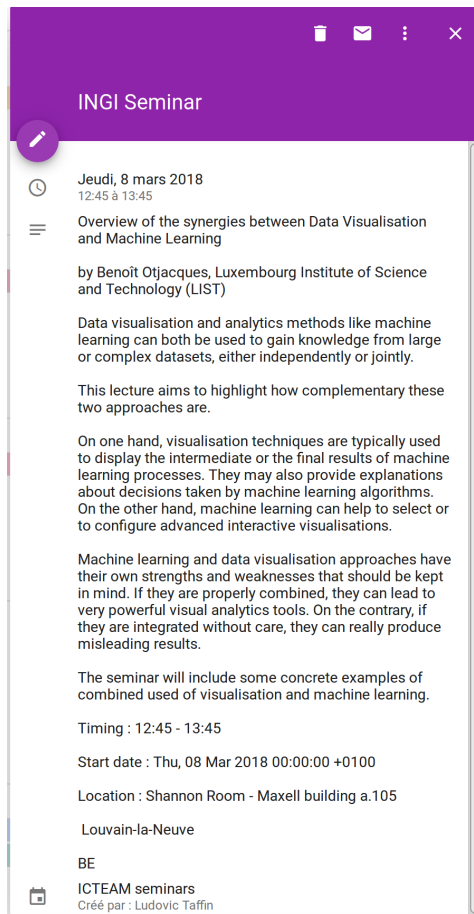 INGI Seminar
Jeudi, 8 mars 2018
12:45 à 13:45
Overview of the synergies between Data Visualisation
and Machine Learning
by Benoît Otjacques, Luxembourg Institute of Science
and Technology (LIST)
Data visualisation and analytics methods like machine
learning can both be used to gain knowledge from large
or complex datasets, either independently or jointly.
This lecture aims to highlight how complementary these
two approaches are.
On one hand, visualisation techniques are typically used
to display the intermediate or the final results of machine
learning processes. They may also provide explanations
about decisions taken by machine learning algorithms.
On the other hand, machine learning can help to select or
to configure advanced interactive visualisations.
Machine learning and data visualisation approaches have
their own strengths and weaknesses that should be kept
in mind. If they are properly combined, they can lead to
very powerful visual analytics tools. On the contrary, if
they are integrated without care, they can really produce
misleading results.
The seminar will include some concrete examples of
combined used of visualisation and machine learning.
Timing : 12:45 - 13:45
Start date : Thu, 08 Mar 2018 00:00:00 +0100
Location : Shannon Room - Maxell building a.105
Louvain-la-Neuve
BE
ICTEAM seminars
Créé par : Ludovic Taffin